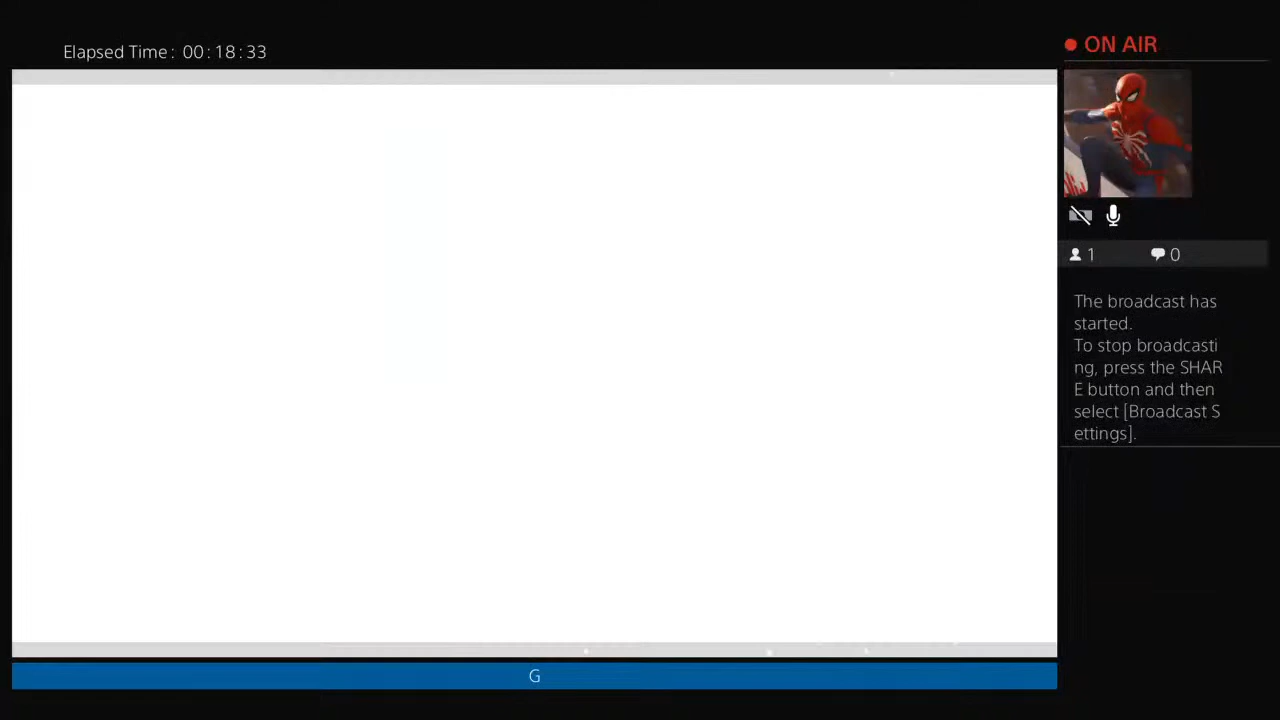 Elapsed Time: 00:18:33
ON AIR
1 0
The broadcast has
started.
To stop broadcasti
ng, press the SHAR
E button and then
select [Broadcast S
ettings].
G